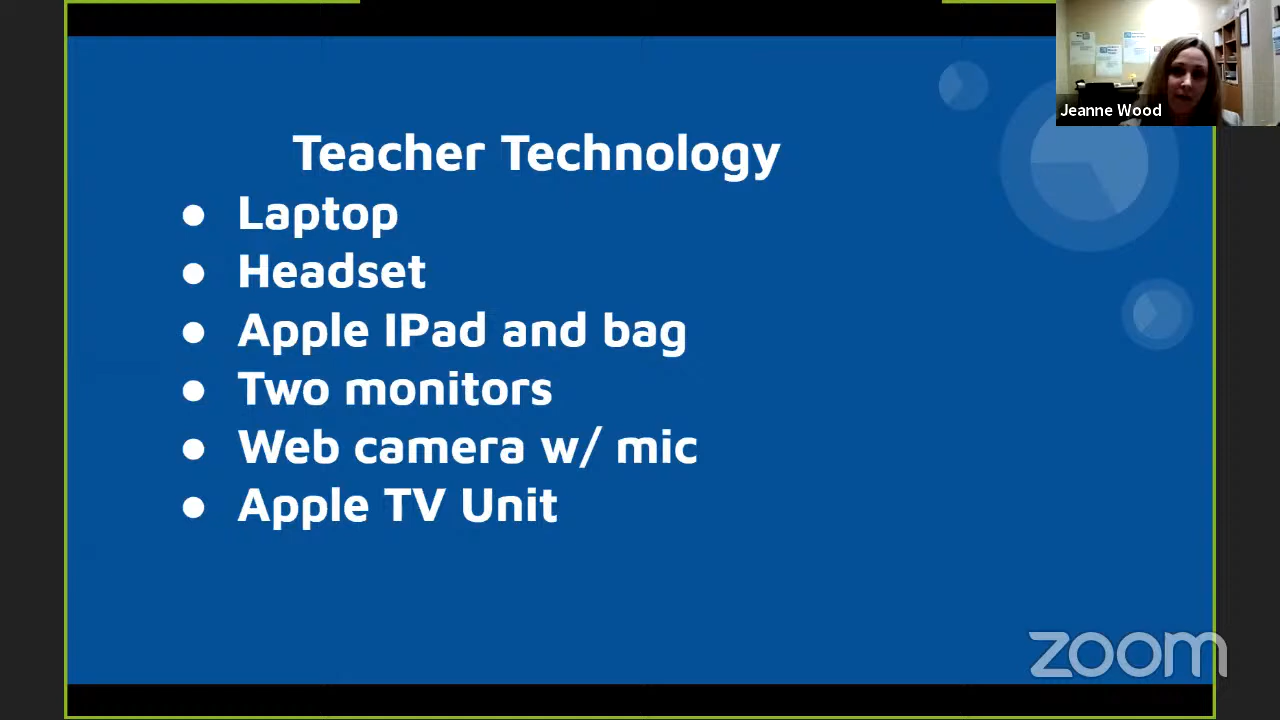 Jeanne Wood
Teacher Technology
● Laptop
● Headset
● Apple IPad and bag
● Two monitors
● Web camera w/ mic
● Apple TV Unit
zoom